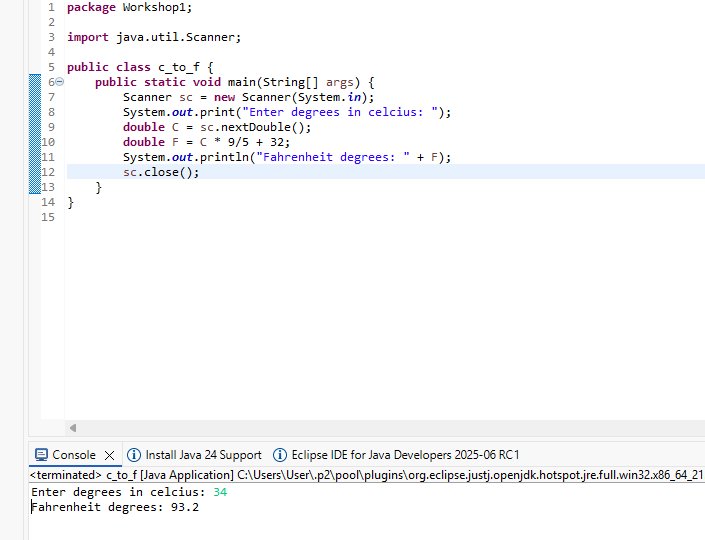 1 package Workshop1;
2
3 import java.util.Scanner;
4
5 public class c_to_f {
6 public static void main(String[] args) {
7 Scanner sc = new Scanner(System.in);
8 System.out.print("Enter degrees in celcius: ");
9 double C = sc.nextDouble();
10 double F = C * 9/5 + 32;
11 System.out.println("Fahrenheit degrees: " + F);
12 sc.close();
13 }
14 }
15
Console Install Java 24 Support Eclipse IDE for Java Developers 2025-06 RC1
<terminated> c_to_f [Java Application] C:\Users\User\.p2\pool\plugins\org.eclipse.justj.openjdk.hotspot.jre.full.win32.x86_64_21
Enter degrees in celcius: 34
Fahrenheit degrees: 93.2